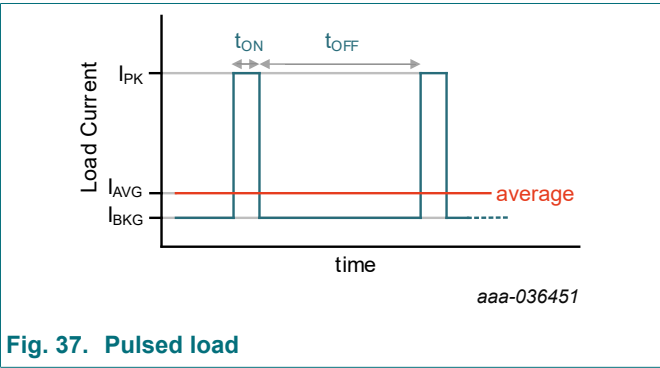 tON
tOFF
IPK
Load Current
IAVG
average
IBKG
time
aaa-036451
Fig. 37. Pulsed load